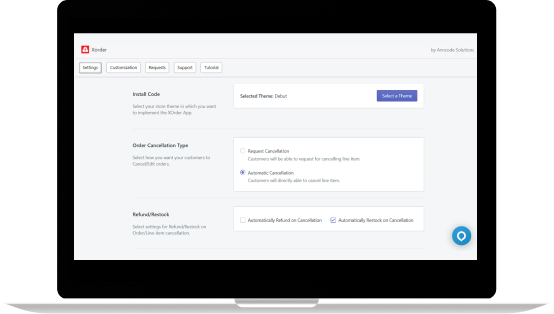 Xorder
by Amcode Solutions
Settings
Customization
Requests
Support
Tutorial
Install Code
Select your store theme in which you want
to implement the XOrder App.
Selected Theme: Debut
Select a Theme
Order Cancellation Type
Select how you want your customers to
Cancel/Edit orders.
Request Cancellation
Customers will be able to request for cancelling line item.
Automatic Cancellation
Customers will directly able to cancel line item.
Refund/Restock
Select settings for Refund/Restock on
Order/Line item cancellation.
Automatically Refund on Cancellation
Automatically Restock on Cancellation